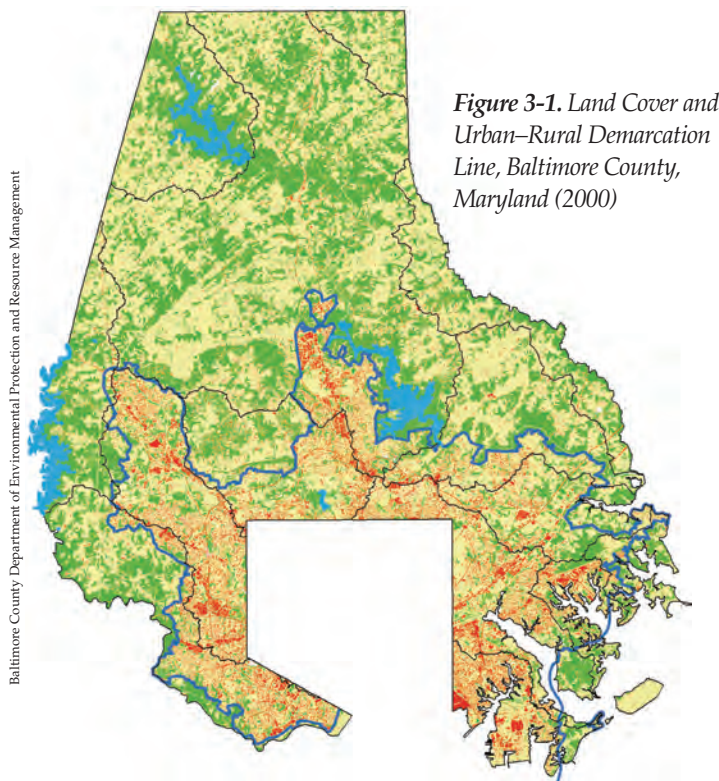 Figure 3-1. Land Cover and
Urban–Rural Demarcation
Line, Baltimore County,
Maryland (2000)
Baltimore County Department of Environmental Protection and Resource Management